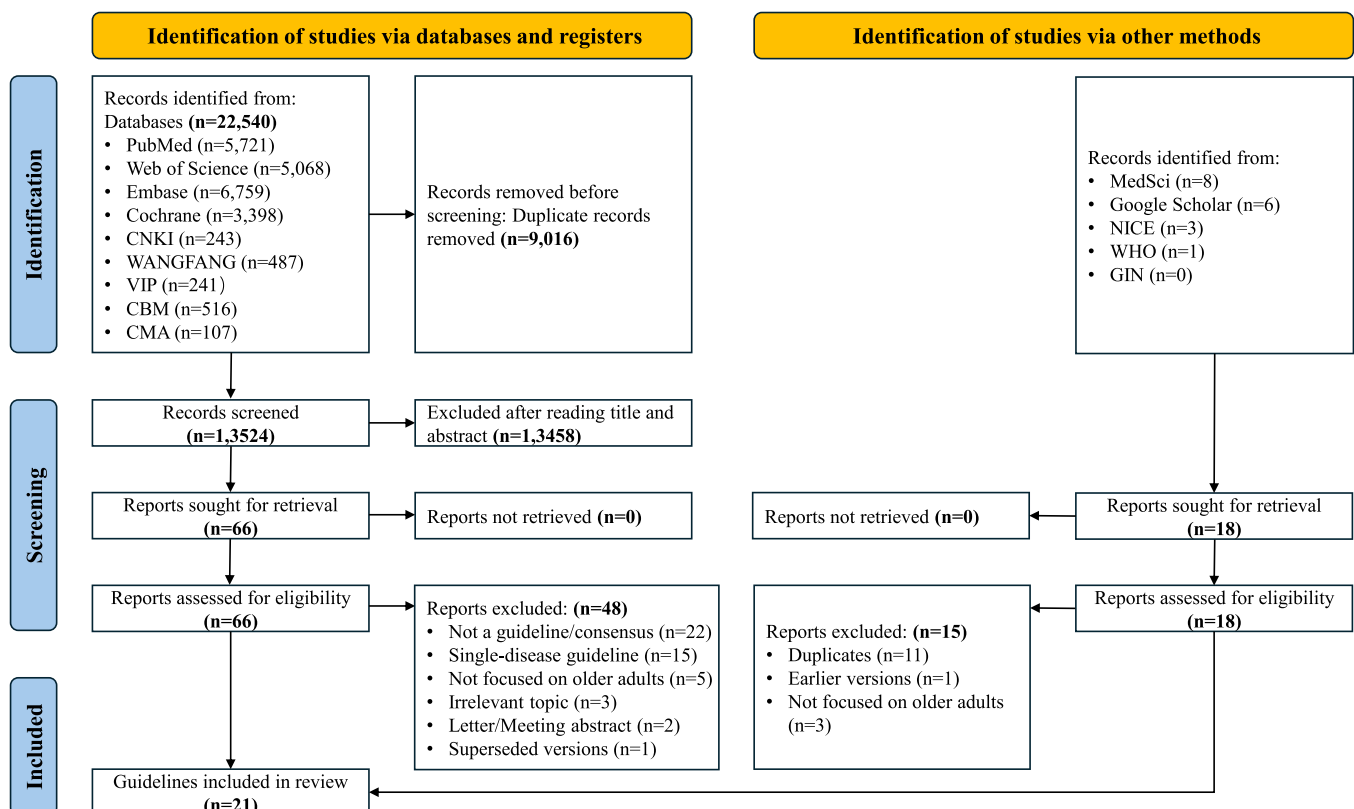 Identification of studies via databases and registers
Identification of studies via other methods
Identification
Records identified from:
Databases (n=22,540)
• PubMed (n=5,721)
• Web of Science (n=5,068)
• Embase (n=6,759)
• Cochrane (n=3,398)
• CNKI (n=243)
• WANGFANG (n=487)
• VIP (n=241）
• CBM (n=516)
• CMA (n=107)
Records removed before
screening: Duplicate records
removed (n=9,016)
Records identified from:
• MedSci (n=8)
• Google Scholar (n=6)
• NICE (n=3)
• WHO (n=1)
• GIN (n=0)
Screening
Records screened
(n=1,3524)
Excluded after reading title and
abstract (n=1,3458)
Reports sought for retrieval
(n=66)
Reports not retrieved (n=0)
Reports not retrieved (n=0)
Reports sought for retrieval
(n=18)
Reports assessed for eligibility
(n=66)
Reports excluded: (n=48)
• Not a guideline/consensus (n=22)
• Single-disease guideline (n=15)
• Not focused on older adults (n=5)
• Irrelevant topic (n=3)
• Letter/Meeting abstract (n=2)
• Superseded versions (n=1)
Reports excluded: (n=15)
• Duplicates (n=11)
• Earlier versions (n=1)
• Not focused on older adults
(n=3)
Reports assessed for eligibility
(n=18)
Included
Guidelines included in review
(n=21)